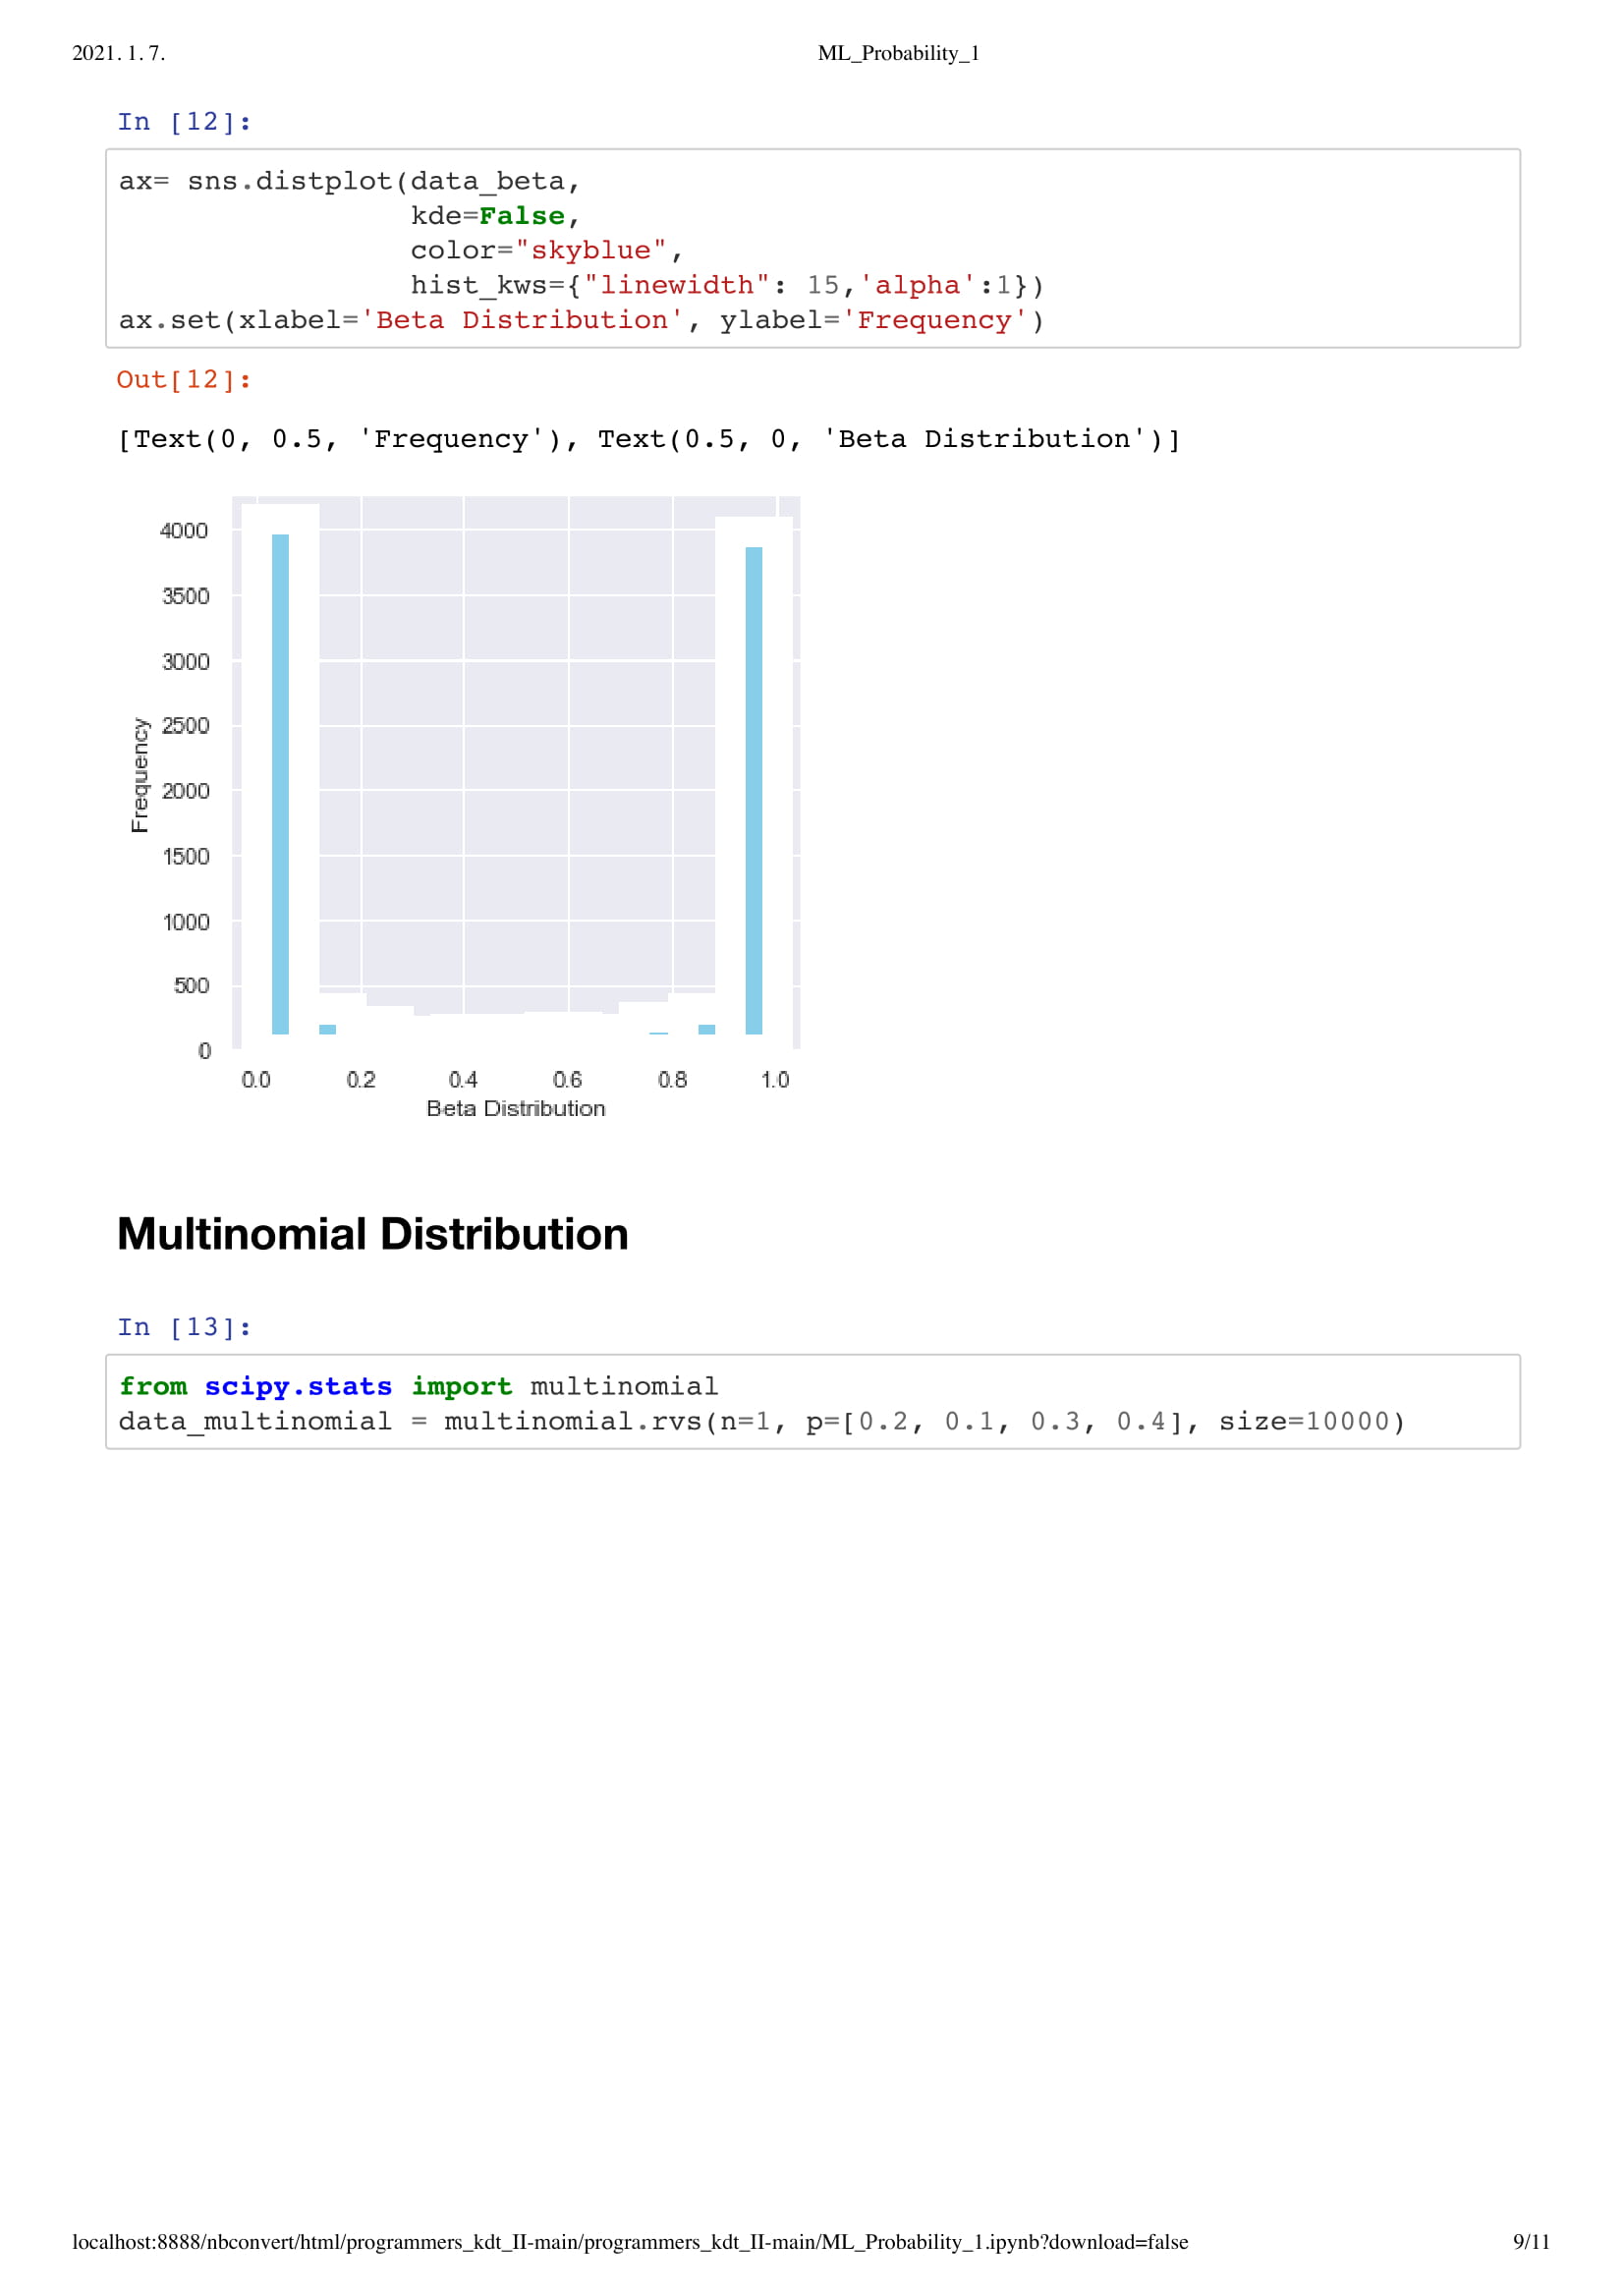 2021. 1. 7.
ML_Probability_1
In [12]:
ax= sns.distplot(data_beta,
                 kde=False,
                 color="skyblue",
                 hist_kws={"linewidth": 15,'alpha':1})
ax.set(xlabel='Beta Distribution', ylabel='Frequency')
Out[12]:
[Text(0, 0.5, 'Frequency'), Text(0.5, 0, 'Beta Distribution')]
4000
3500
3000
2500
2000
1500
1000
500
0
Frequency
0.0 0.2 0.4 0.6 0.8 1.0
Beta Distribution
Multinomial Distribution
In [13]:
from scipy.stats import multinomial
data_multinomial = multinomial.rvs(n=1, p=[0.2, 0.1, 0.3, 0.4], size=10000)
localhost:8888/nbconvert/html/programmers_kdt_II-main/programmers_kdt_II-main/ML_Probability_1.ipynb?download=false
9/11